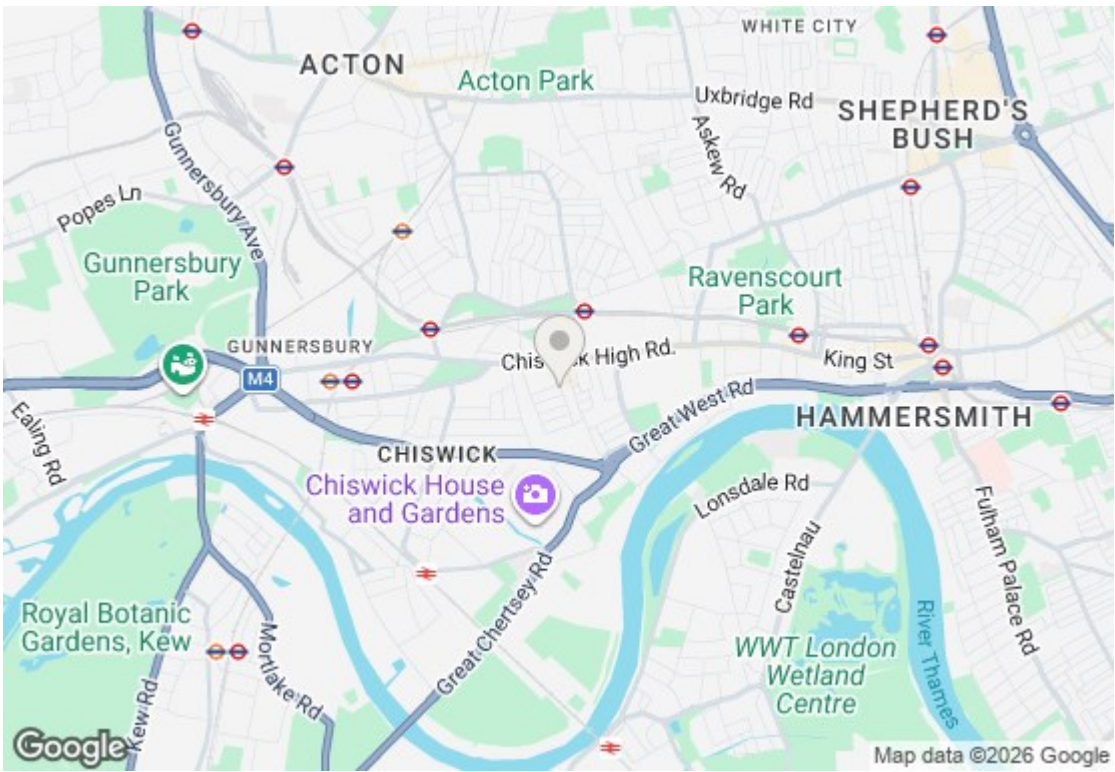 WHITE CITY
ACTON
Acton Park
Uxbridge Rd
SHEPHERD'S
BUSH
Askew Rd
Gunnersbury Ave
Popes Ln
Gunnersbury
Park
Ravenscourt
Park
GUNNERSBURY
Chiswick High Rd.
King St
M4
Great West Rd
HAMMERSMITH
Ealing Rd
CHISWICK
Chiswick House
and Gardens
Lonsdale Rd
Castelnau
Fulham Palace Rd
Great Chertsey Rd
Royal Botanic
Gardens, Kew
Mortlake Rd
Kew Rd
River Thames
WWT London
Wetland
Centre
Google
Map data ©2026 Google